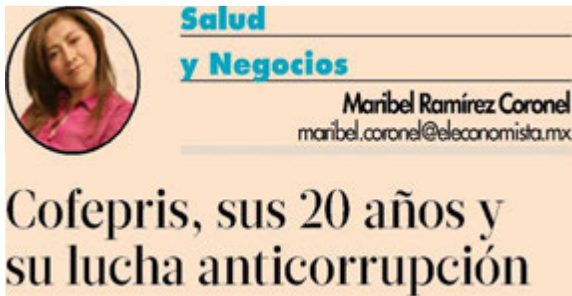 Salud
y Negocios
Maribel Ramírez Coronel
maribel.coronel@eleconomista.mx
Cofepris, sus 20 años y
su lucha anticorrupción